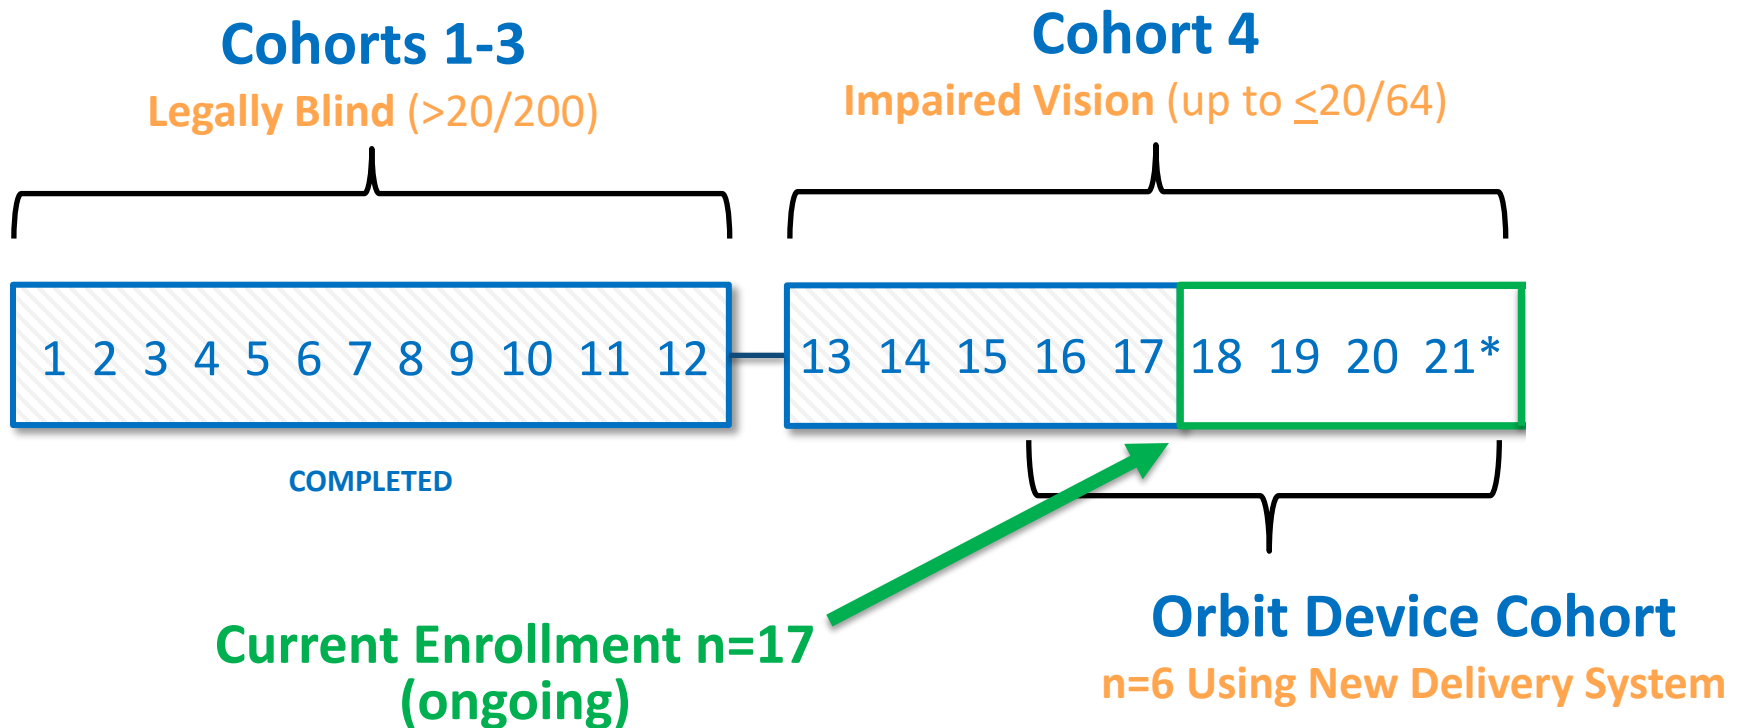 Cohorts 1-3
Legally Blind (>20/200)
Cohort 4
Impaired Vision (up to ≤20/64)
1 2 3 4 5 6 7 8 9 10 11 12
13 14 15 16 17 18 19 20 21*
COMPLETED
Current Enrollment n=17
(ongoing)
Orbit Device Cohort
n=6 Using New Delivery System